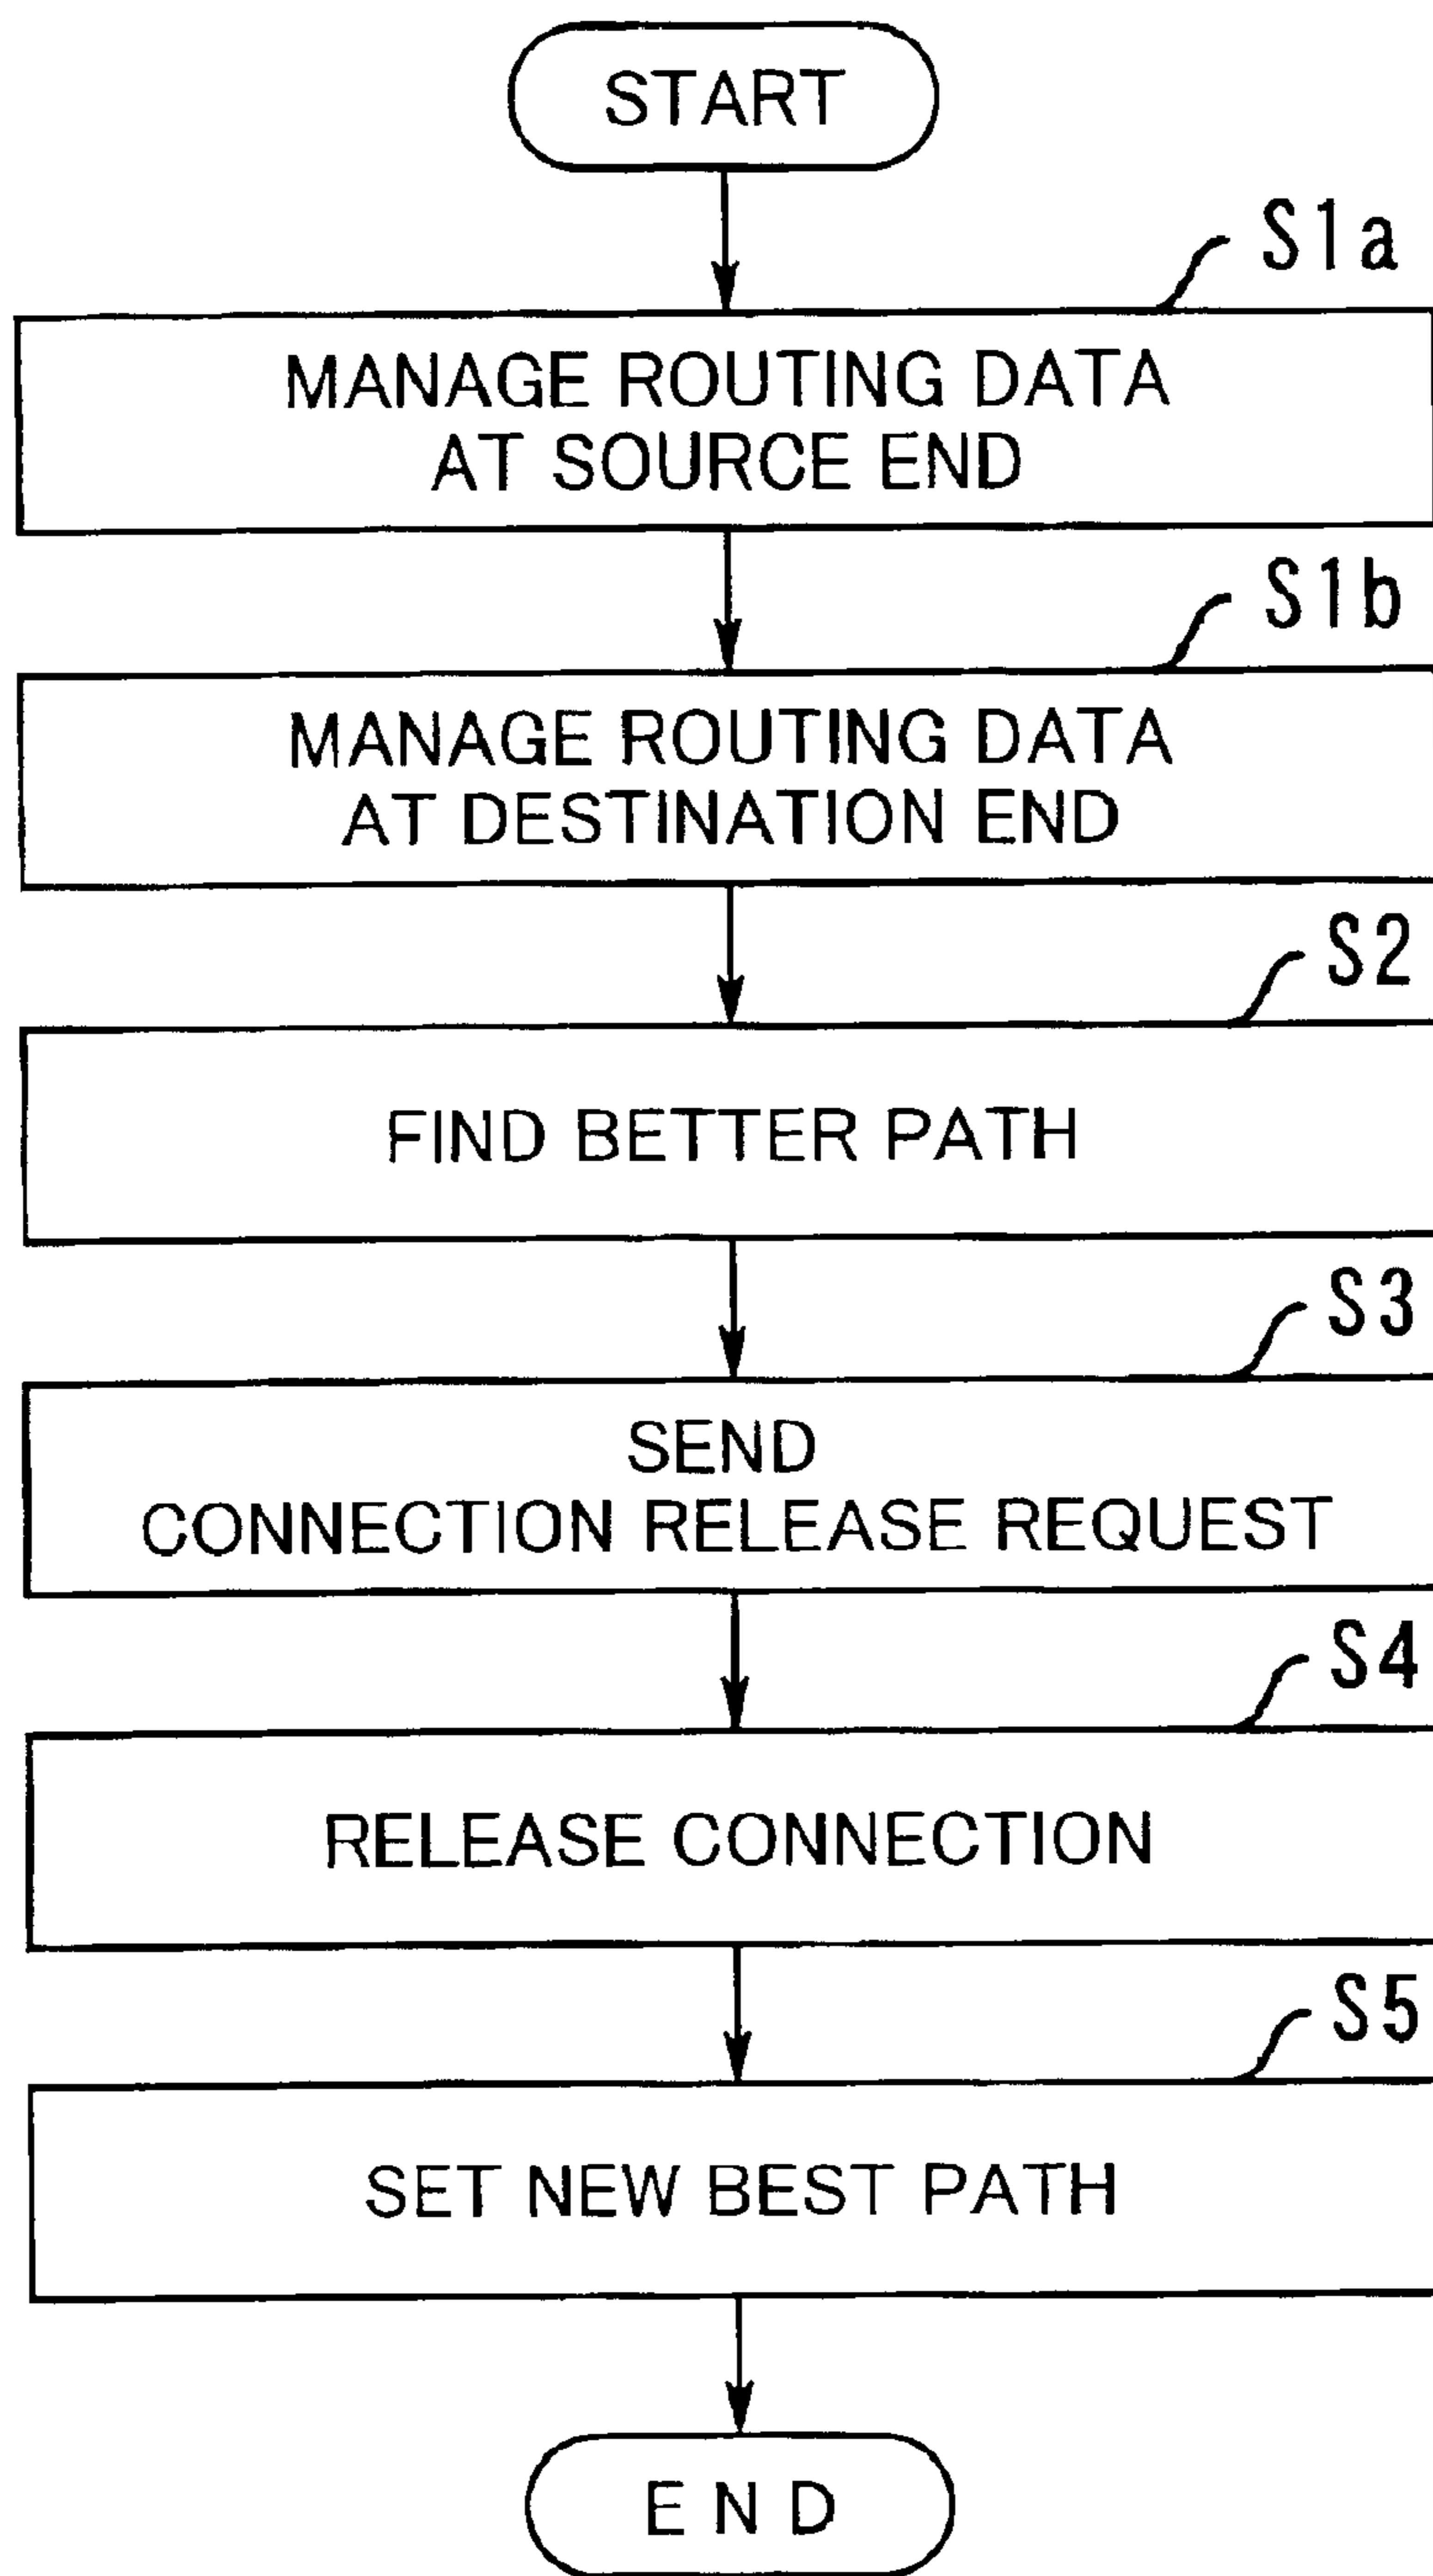 START
S1a
MANAGE ROUTING DATA
AT SOURCE END
S1b
MANAGE ROUTING DATA
AT DESTINATION END
S2
FIND BETTER PATH
S3
SEND
CONNECTION RELEASE REQUEST
S4
RELEASE CONNECTION
S5
SET NEW BEST PATH
END